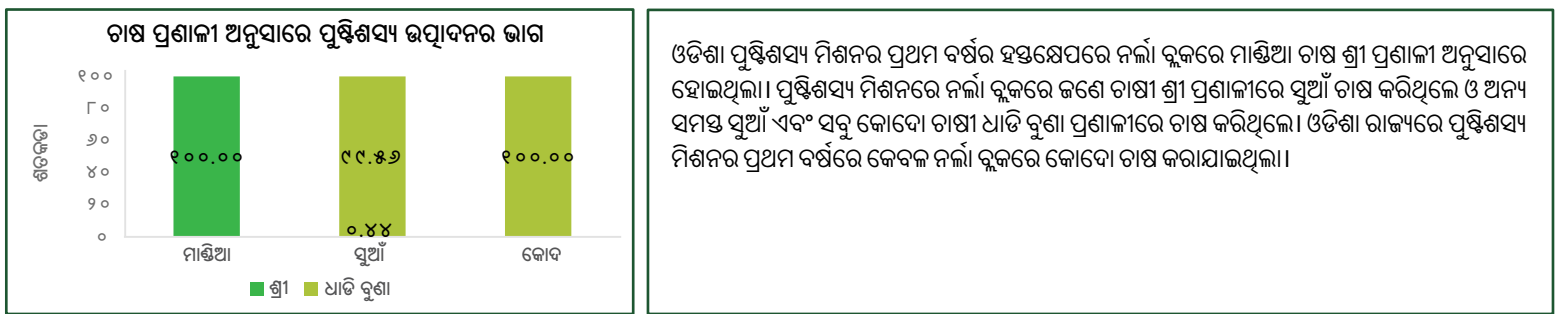 ଚାଷ ପ୍ରଣାଳୀ ଅନୁସାରେ ପୁଷ୍ଟିଶସ୍ୟ ଉତ୍ପାଦନର ଭାଗ
ଶତକଡ଼ା
୧୦୦
୮୦
୬୦
୪୦
୨୦
୦
୧୦୦.୦୦
୯୯.୫୬
୧୦୦.୦୦
୦.୪୪
ମାଣ୍ଡିଆ
ସୁଆଁ
କୋଦ
ଶ୍ରୀ
ଧାଡି ବୁଣା
ଓଡିଶା ପୁଷ୍ଟିଶସ୍ୟ ମିଶନର ପ୍ରଥମ ବର୍ଷର ହସ୍ତକ୍ଷେପରେ ନର୍ଲା ବ୍ଲକରେ ମାଣ୍ଡିଆ ଚାଷ ଶ୍ରୀ ପ୍ରଣାଳୀ ଅନୁସାରେ
ହୋଇଥିଲା। ପୁଷ୍ଟିଶସ୍ୟ ମିଶନରେ ନର୍ଲା ବ୍ଲକରେ ଜଣେ ଚାଷୀ ଶ୍ରୀ ପ୍ରଣାଳୀରେ ସୁଆଁ ଚାଷ କରିଥିଲେ ଓ ଅନ୍ୟ
ସମସ୍ତ ସୁଆଁ ଏବଂ ସବୁ କୋଦୋ ଚାଷୀ ଧାଡି ବୁଣା ପ୍ରଣାଳୀରେ ଚାଷ କରିଥିଲେ। ଓଡିଶା ରାଜ୍ୟରେ ପୁଷ୍ଟିଶସ୍ୟ
ମିଶନର ପ୍ରଥମ ବର୍ଷରେ କେବଳ ନର୍ଲା ବ୍ଲକରେ କୋଦୋ ଚାଷ କରାଯାଇଥିଲା।